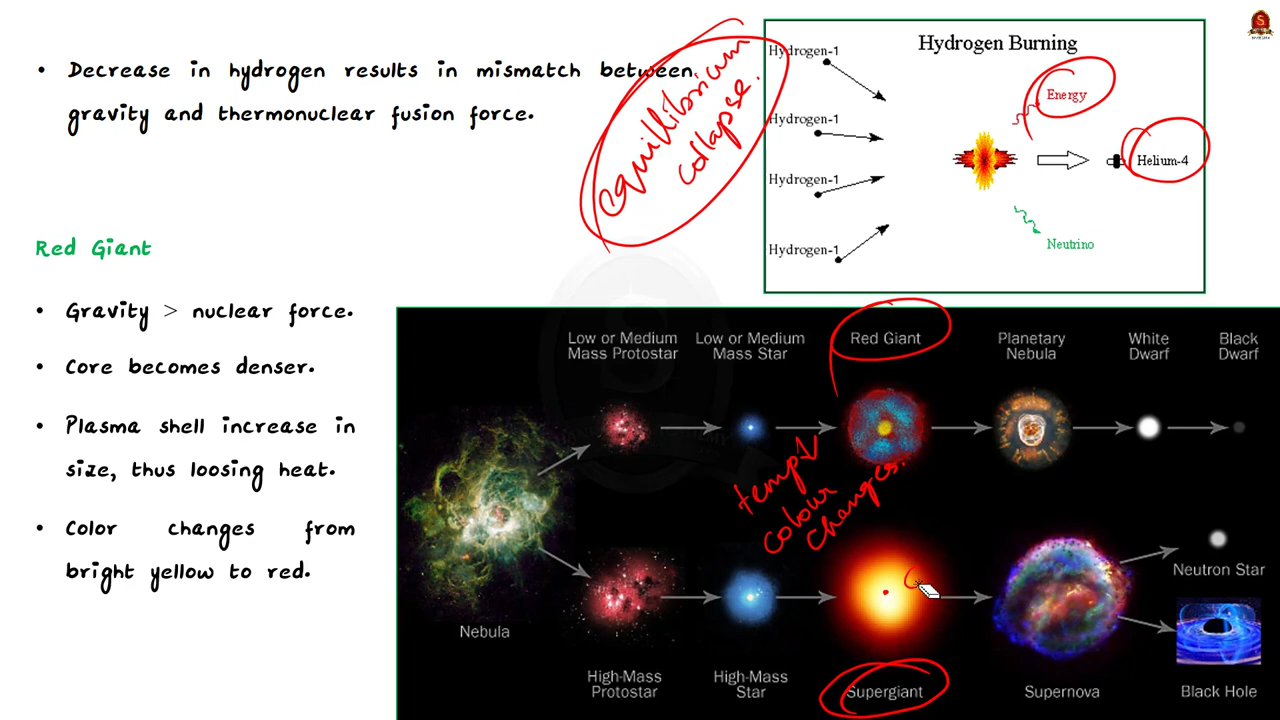 • Decrease in hydrogen results in mismatch between
gravity and thermonuclear fusion force.
equillibrium
collapse.
Hydrogen Burning
Hydrogen-1
Hydrogen-1
Hydrogen-1
Hydrogen-1
Energy
Helium-4
Neutrino
Red Giant
• Gravity > nuclear force.
• Core becomes denser.
• Plasma shell increase in
size, thus loosing heat.
• Color changes from
bright yellow to red.
Low or Medium
Mass Protostar
Low or Medium
Mass Star
Red Giant
Planetary
Nebula
White
Dwarf
Black
Dwarf
temp↓
colour
changes.
Nebula
High-Mass
Protostar
High-Mass
Star
Supergiant
Supernova
Neutron Star
Black Hole